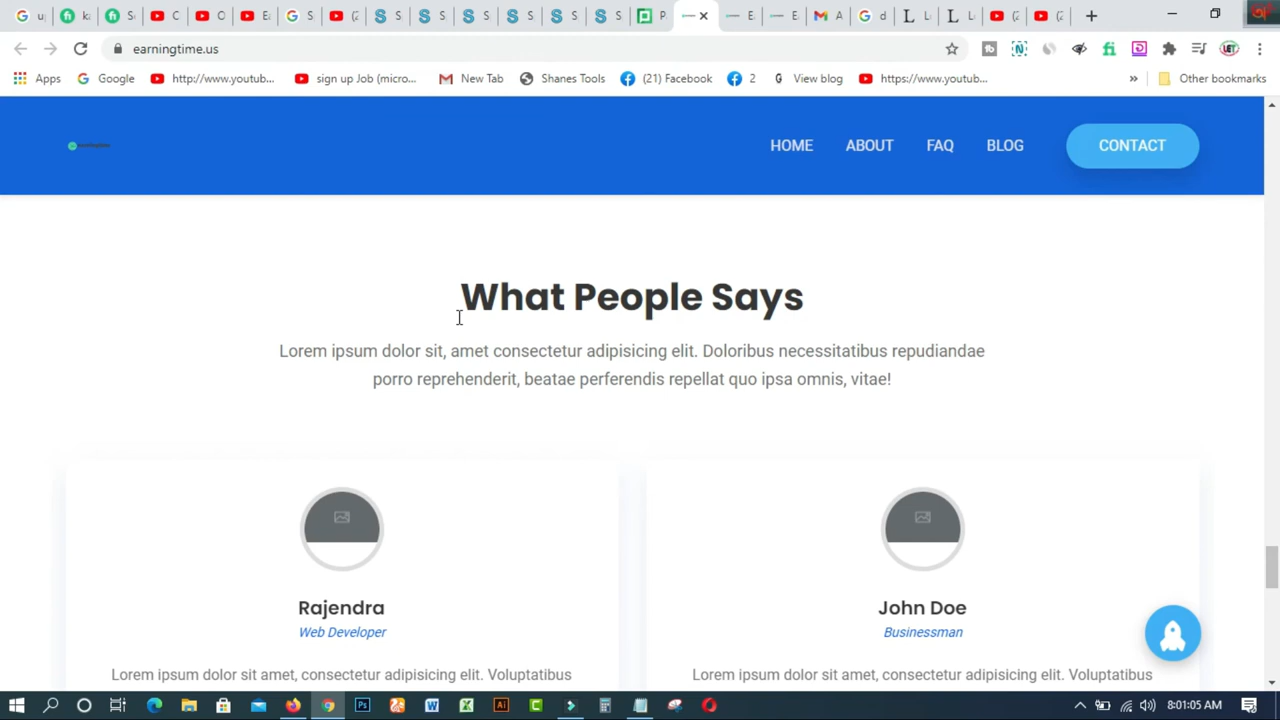 earningtime.us
Apps
Google
http://www.youtub...
sign up Job (micro...
New Tab
Shanes Tools
(21) Facebook
2
View blog
https://www.youtub...
»
Other bookmarks
HOME
ABOUT
FAQ
BLOG
CONTACT
What People Says
Lorem ipsum dolor sit, amet consectetur adipisicing elit. Doloribus necessitatibus repudiandae
porro reprehenderit, beatae perferendis repellat quo ipsa omnis, vitae!
Rajendra
Web Developer
Lorem ipsum dolor sit amet, consectetur adipisicing elit. Voluptatibus
John Doe
Businessman
Lorem ipsum dolor sit amet, consectetur adipisicing elit. Voluptatibus
8:01:05 AM